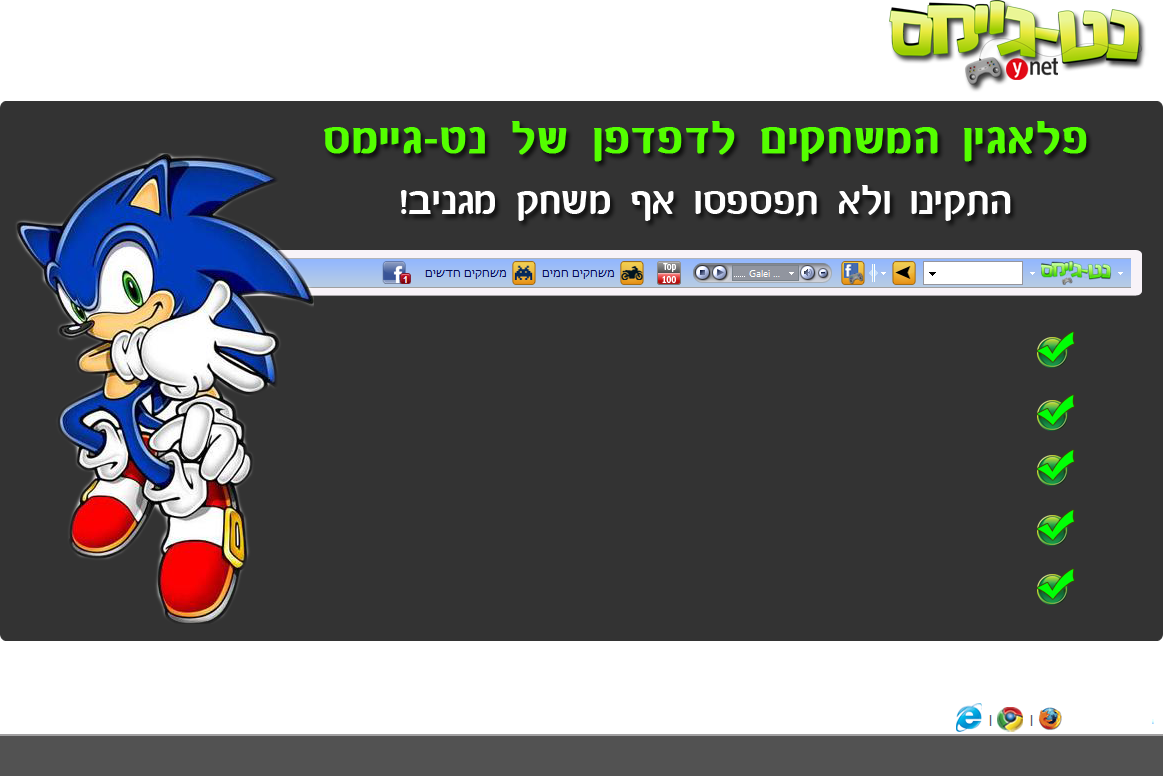 נט-גיימס
ynet
פלאגין המשחקים לדפדפן של נט-גיימס
התקינו ולא תפספסו אף משחק מגניב!
נט-גיימס
Galei ...
Top 100
משחקים חמים
משחקים חדשים
1